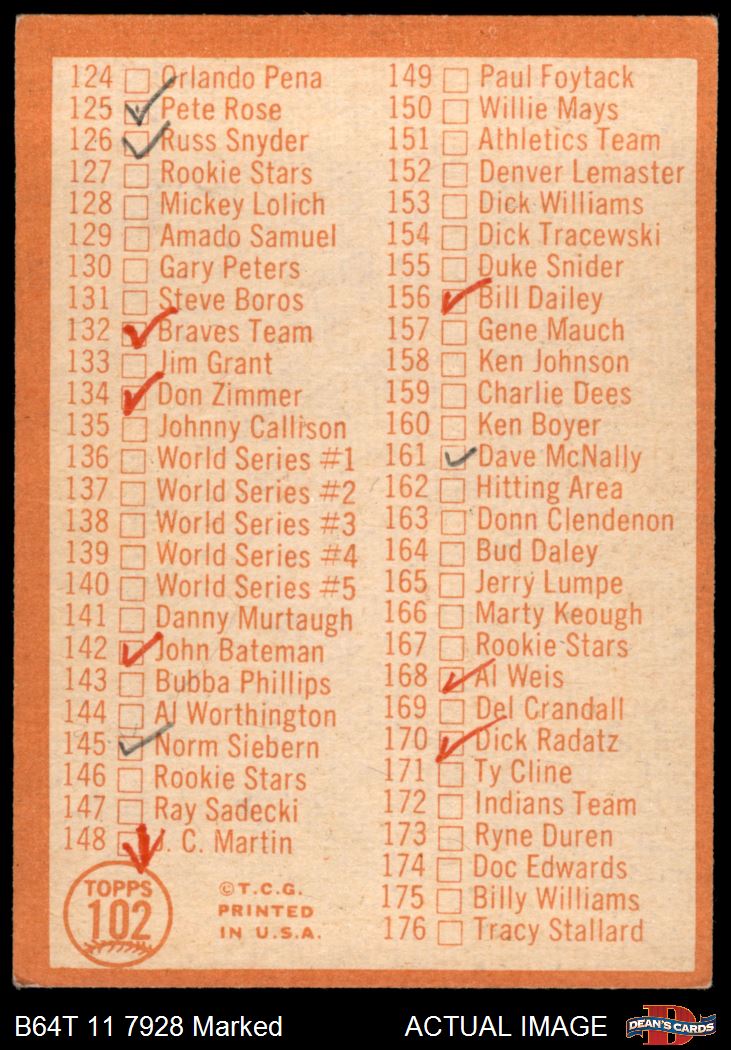 124 Orlando Pena
125 Pete Rose
126 Russ Snyder
127 Rookie Stars
128 Mickey Lolich
129 Amado Samuel
130 Gary Peters
131 Steve Boros
132 Braves Team
133 Jim Grant
134 Don Zimmer
135 Johnny Callison
136 World Series #1
137 World Series #2
138 World Series #3
139 World Series #4
140 World Series #5
141 Danny Murtaugh
142 John Bateman
143 Bubba Phillips
144 Al Worthington
145 Norm Siebern
146 Rookie Stars
147 Ray Sadecki
148 J. C. Martin
TOPPS
102
©T.C.G.
PRINTED
IN U.S.A.
149 Paul Foytack
150 Willie Mays
151 Athletics Team
152 Denver Lemaster
153 Dick Williams
154 Dick Tracewski
155 Duke Snider
156 Bill Dailey
157 Gene Mauch
158 Ken Johnson
159 Charlie Dees
160 Ken Boyer
161 Dave McNally
162 Hitting Area
163 Donn Clendenon
164 Bud Daley
165 Jerry Lumpe
166 Marty Keough
167 Rookie Stars
168 Al Weis
169 Del Crandall
170 Dick Radatz
171 Ty Cline
172 Indians Team
173 Ryne Duren
174 Doc Edwards
175 Billy Williams
176 Tracy Stallard
B64T 11 7928 Marked
ACTUAL IMAGE
D
DEAN'S CARDS